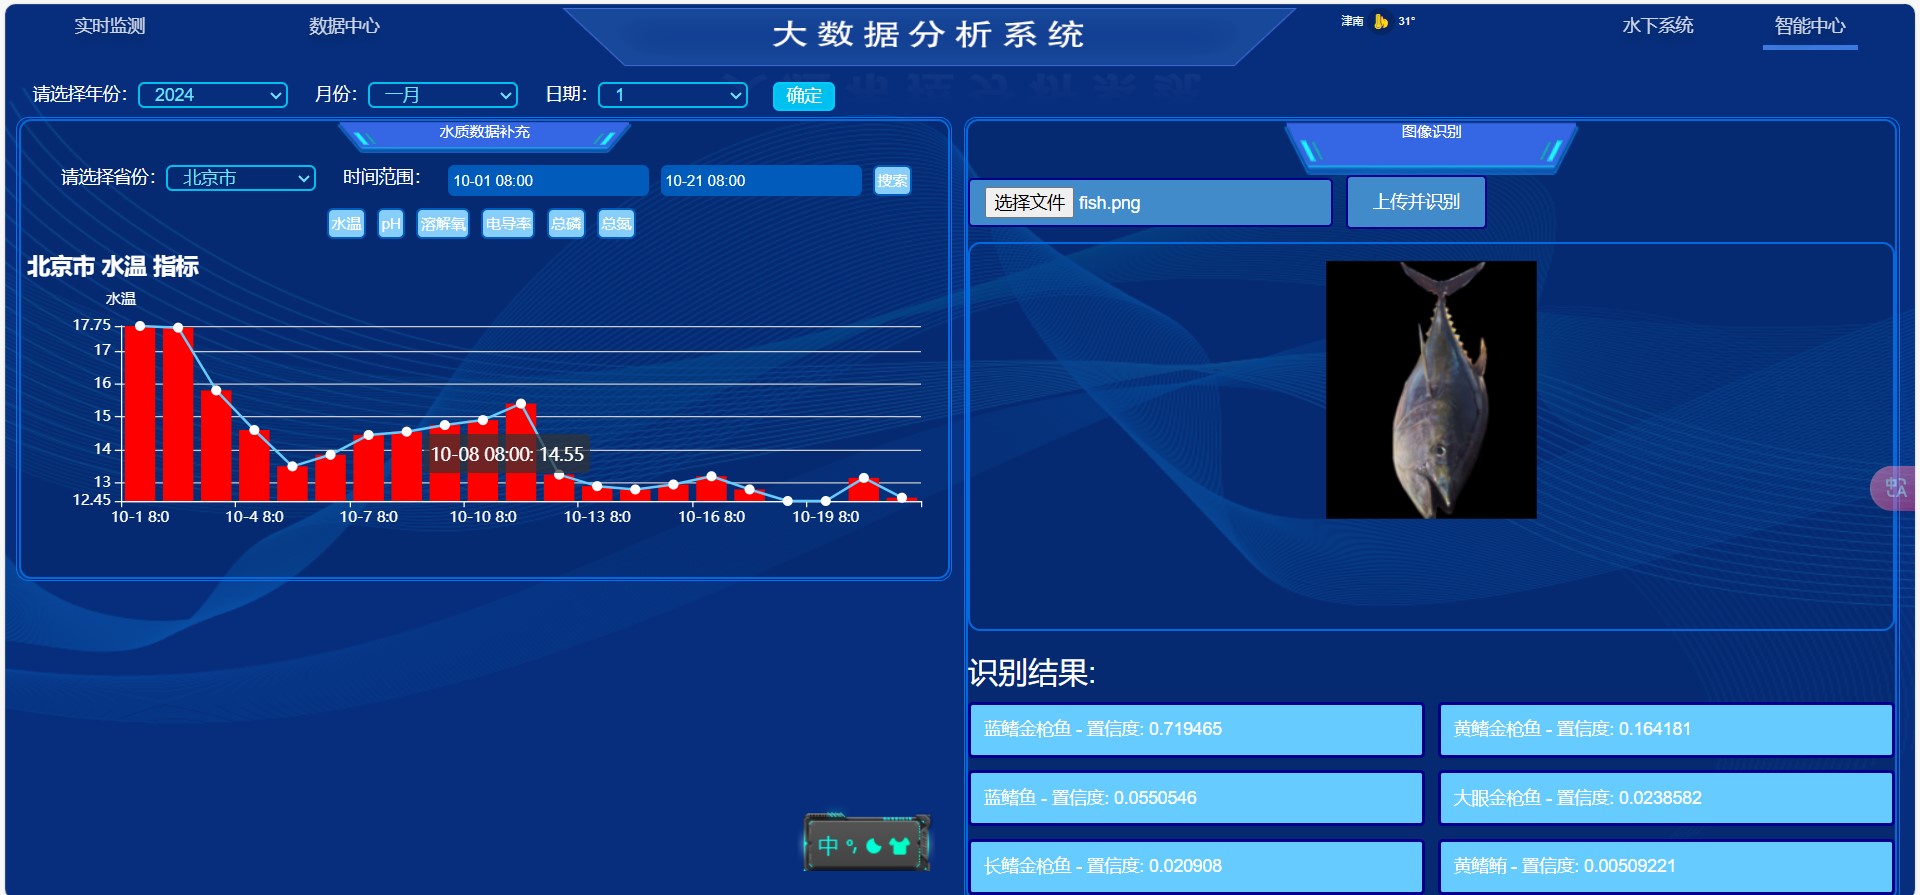 实时监测
数据中心
大数据分析系统
津南 31°
水下系统
智能中心
请选择年份： 2024 月份： 一月 日期： 1 确定
水质数据补充
请选择省份： 北京市 时间范围： 10-01 08:00 10-21 08:00 搜索
水温 pH 溶解氧 电导率 总磷 总氮
北京市 水温 指标
水温
17.75
17
16
15
14
13
12.45
10-08 08:00: 14.55
10-1 8:0 10-4 8:0 10-7 8:0 10-10 8:0 10-13 8:0 10-16 8:0 10-19 8:0
图像识别
选择文件 fish.png 上传并识别
识别结果:
蓝鳍金枪鱼 - 置信度: 0.719465
黄鳍金枪鱼 - 置信度: 0.164181
蓝鳍鱼 - 置信度: 0.0550546
大眼金枪鱼 - 置信度: 0.0238582
长鳍金枪鱼 - 置信度: 0.020908
黄鳍鲔 - 置信度: 0.00509221
中 °,